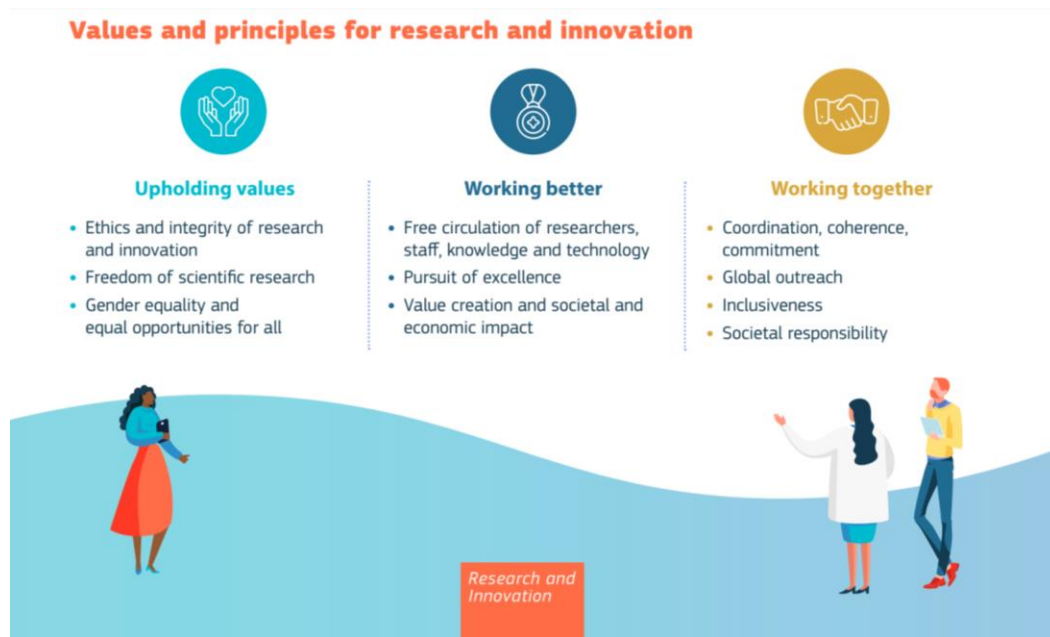 Values and principles for research and innovation
Upholding values
• Ethics and integrity of research
and innovation
• Freedom of scientific research
• Gender equality and
equal opportunities for all
Working better
• Free circulation of researchers,
staff, knowledge and technology
• Pursuit of excellence
• Value creation and societal and
economic impact
Working together
• Coordination, coherence,
commitment
• Global outreach
• Inclusiveness
• Societal responsibility
Research and
Innovation